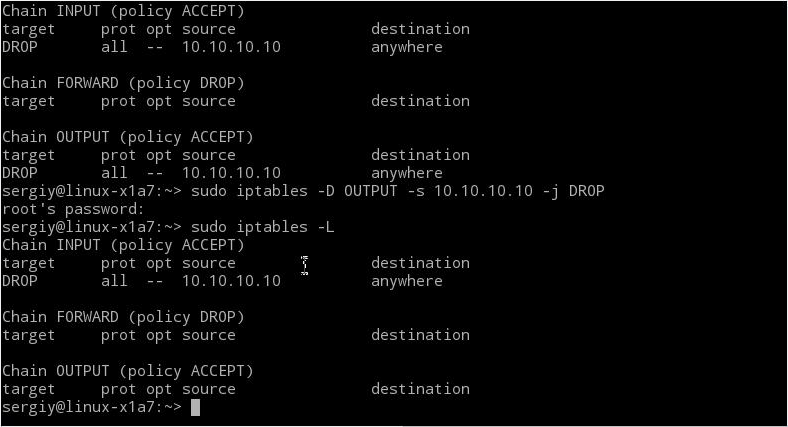 Chain INPUT (policy ACCEPT)
target     prot opt source               destination
DROP       all  --  10.10.10.10          anywhere
Chain FORWARD (policy DROP)
target     prot opt source               destination
Chain OUTPUT (policy ACCEPT)
target     prot opt source               destination
DROP       all  --  10.10.10.10          anywhere
sergiy@linux-x1a7:~> sudo iptables -D OUTPUT -s 10.10.10.10 -j DROP
root's password:
sergiy@linux-x1a7:~> sudo iptables -L
Chain INPUT (policy ACCEPT)
target     prot opt source               destination
DROP       all  --  10.10.10.10          anywhere
Chain FORWARD (policy DROP)
target     prot opt source               destination
Chain OUTPUT (policy ACCEPT)
target     prot opt source               destination
sergiy@linux-x1a7:~>